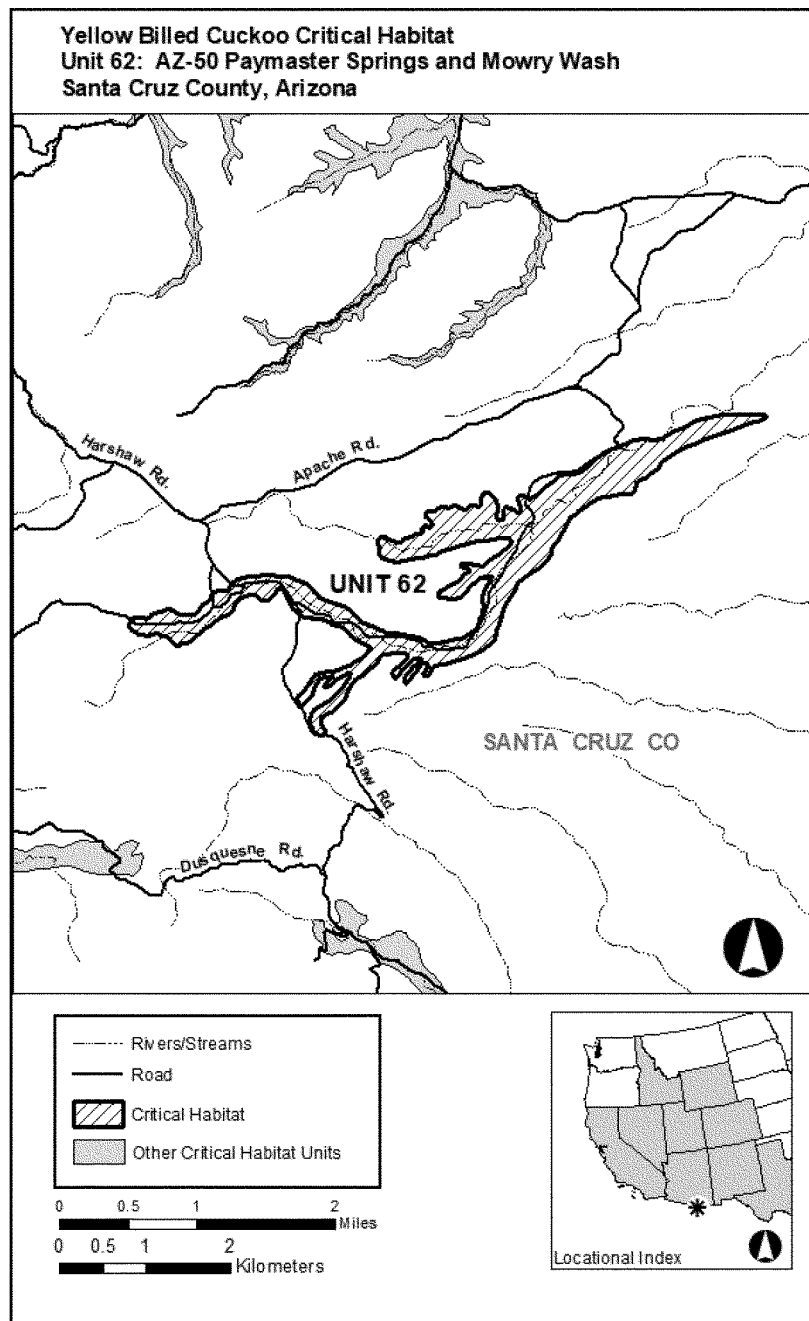 Yellow Billed Cuckoo Critical Habitat
Unit 62: AZ-50 Paymaster Springs and Mowry Wash
Santa Cruz County, Arizona
Harshaw Rd.
Apache Rd.
UNIT 62
SANTA CRUZ CO
Harshaw Rd.
Dusquesne Rd.
Rivers/Streams
Road
Critical Habitat
Other Critical Habitat Units
0 0.5 1 2
Miles
0 0.5 1 2
Kilometers
Locational Index